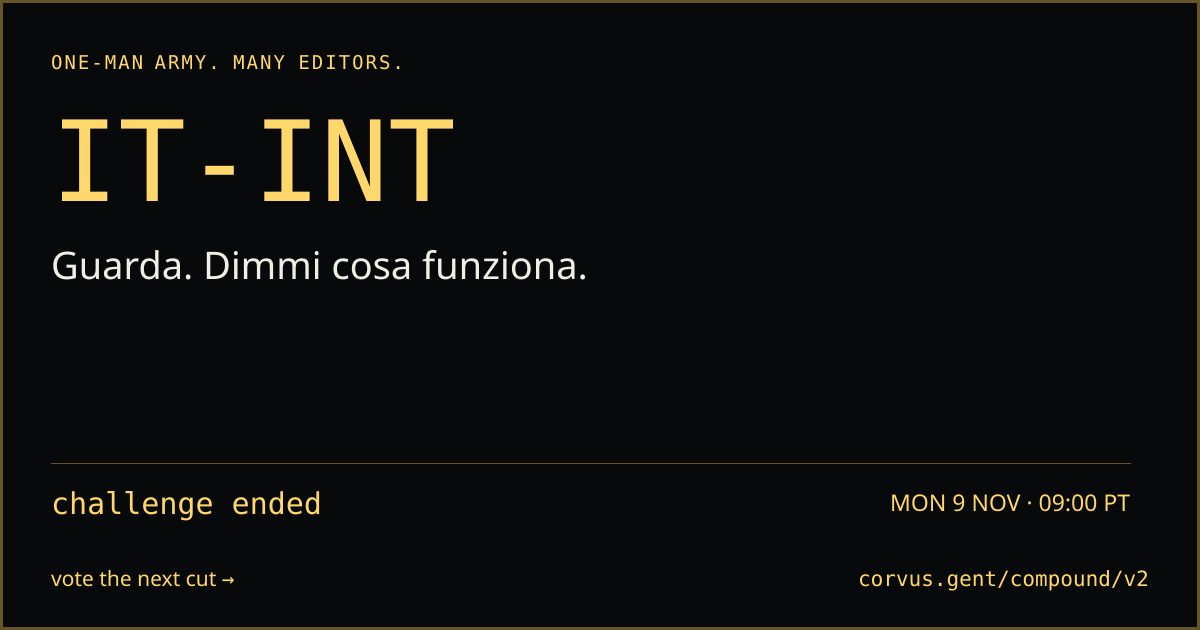 ONE-MAN ARMY. MANY EDITORS.
IT-INT
Guarda. Dimmi cosa funziona.
challenge ended
MON 9 NOV · 09:00 PT
vote the next cut →
corvus.gent/compound/v2